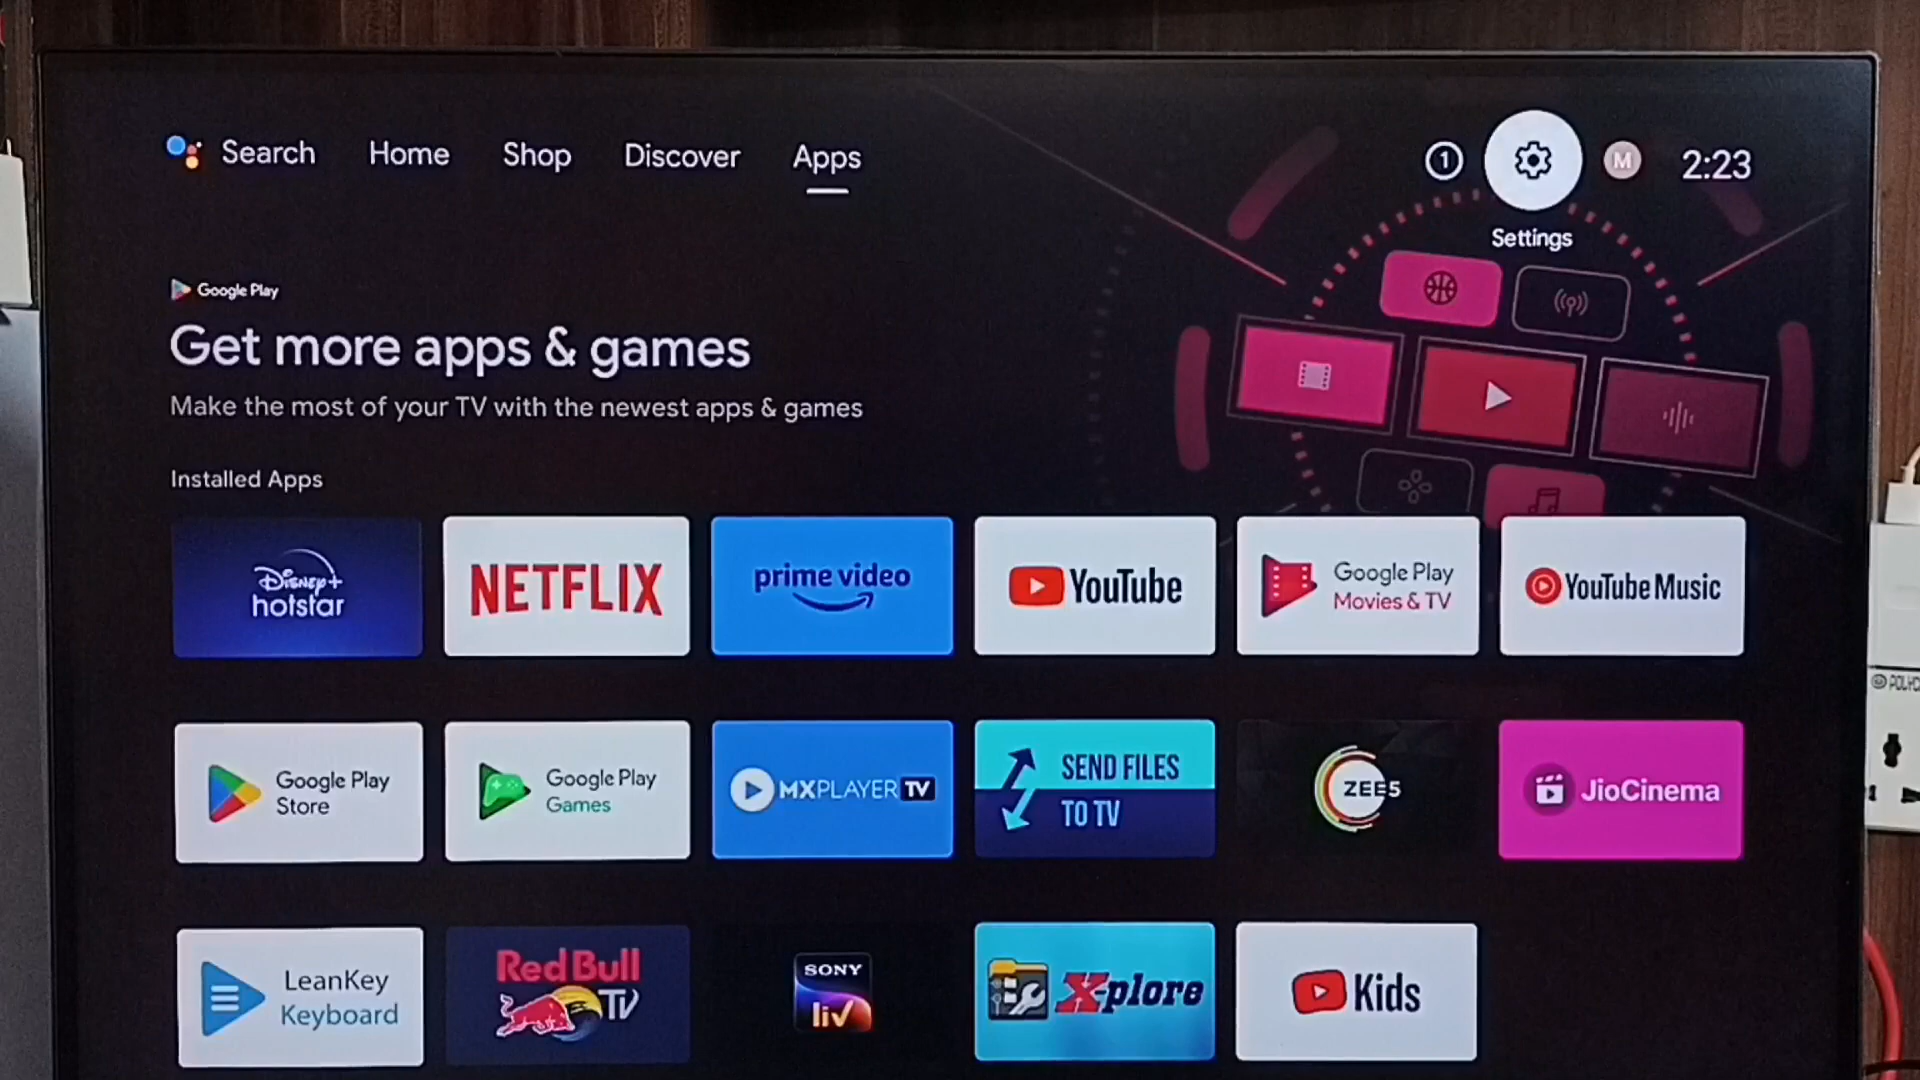 Search Home Shop Discover Apps
1 M 2:23
Settings
Google Play
Get more apps & games
Make the most of your TV with the newest apps & games
Installed Apps
Disney+
hotstar
NETFLIX
prime video
YouTube
Google Play
Movies & TV
YouTube Music
Google Play
Store
Google Play
Games
MXPLAYER TV
SEND FILES
TO TV
ZEE5
JioCinema
LeanKey
Keyboard
Red Bull
TV
SONY
liv
X-plore
Kids